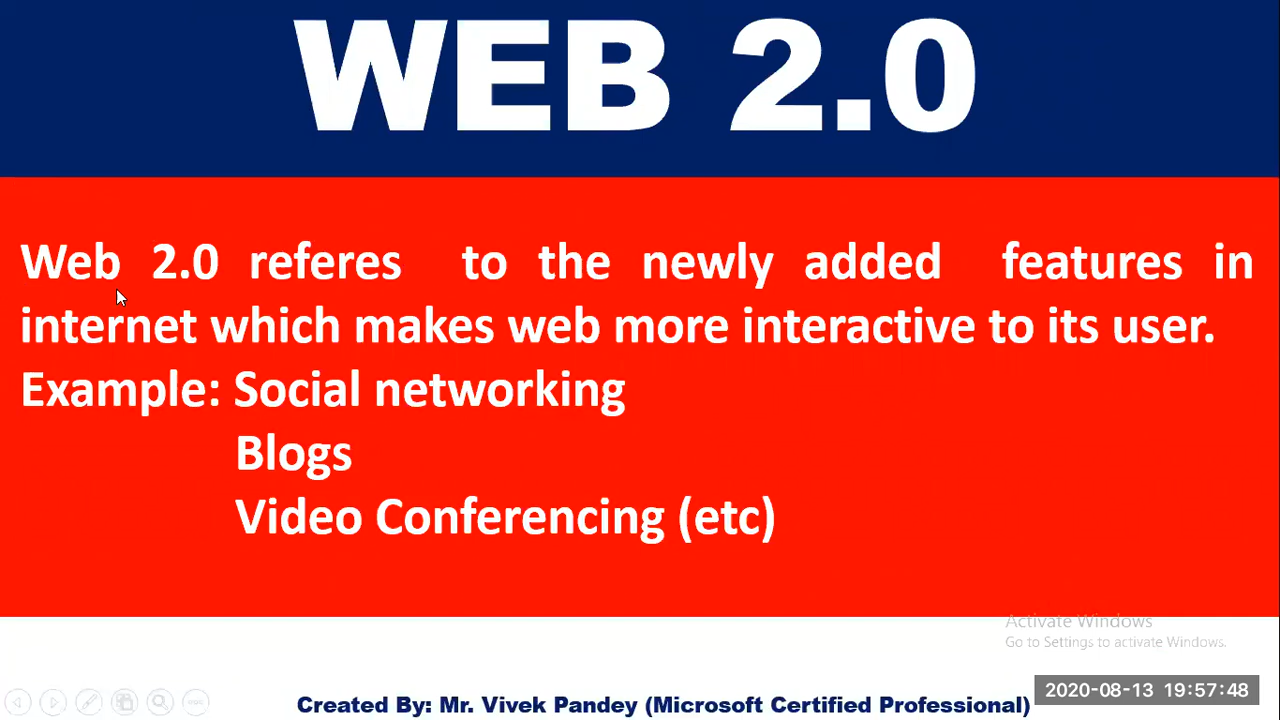 WEB 2.0
Web 2.0 referes to the newly added features in
internet which makes web more interactive to its user.
Example: Social networking
Blogs
Video Conferencing (etc)
Activate Windows
Go to Settings to activate Windows.
2020-08-13 19:57:48
Created By: Mr. Vivek Pandey (Microsoft Certified Professional)